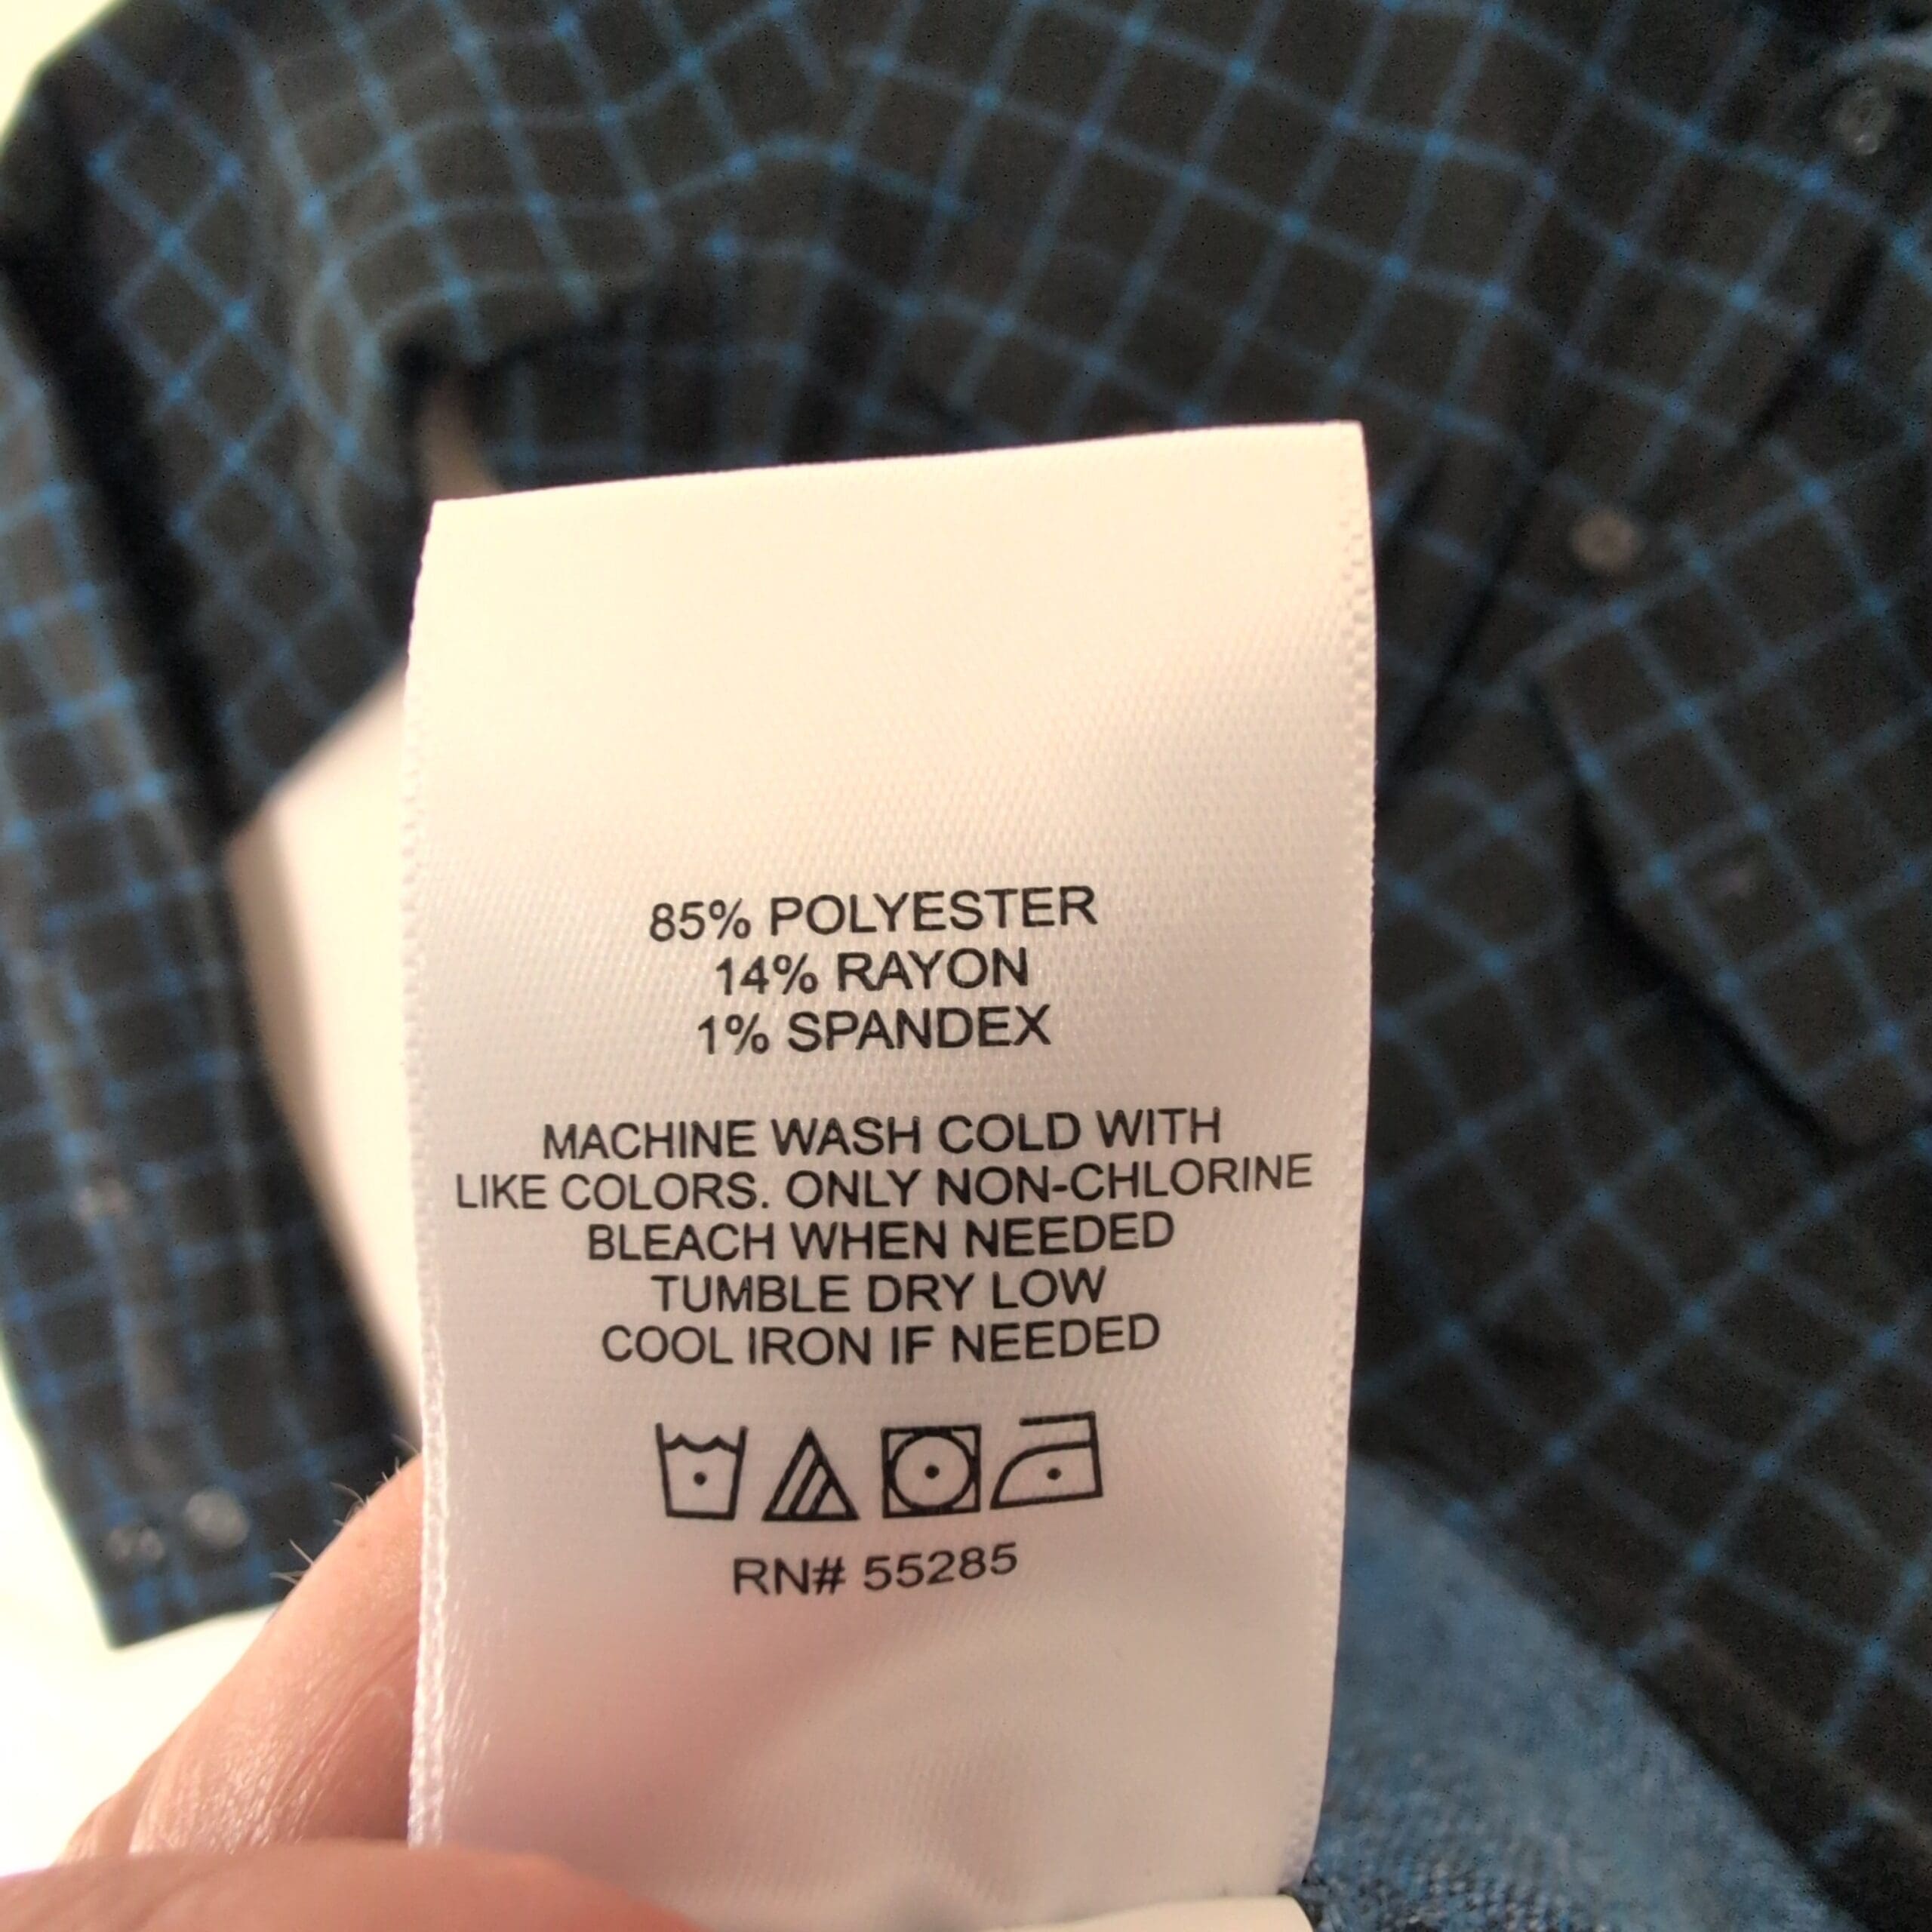 85% POLYESTER
14% RAYON
1% SPANDEX
MACHINE WASH COLD WITH
LIKE COLORS. ONLY NON-CHLORINE
BLEACH WHEN NEEDED
TUMBLE DRY LOW
COOL IRON IF NEEDED
RN# 55285